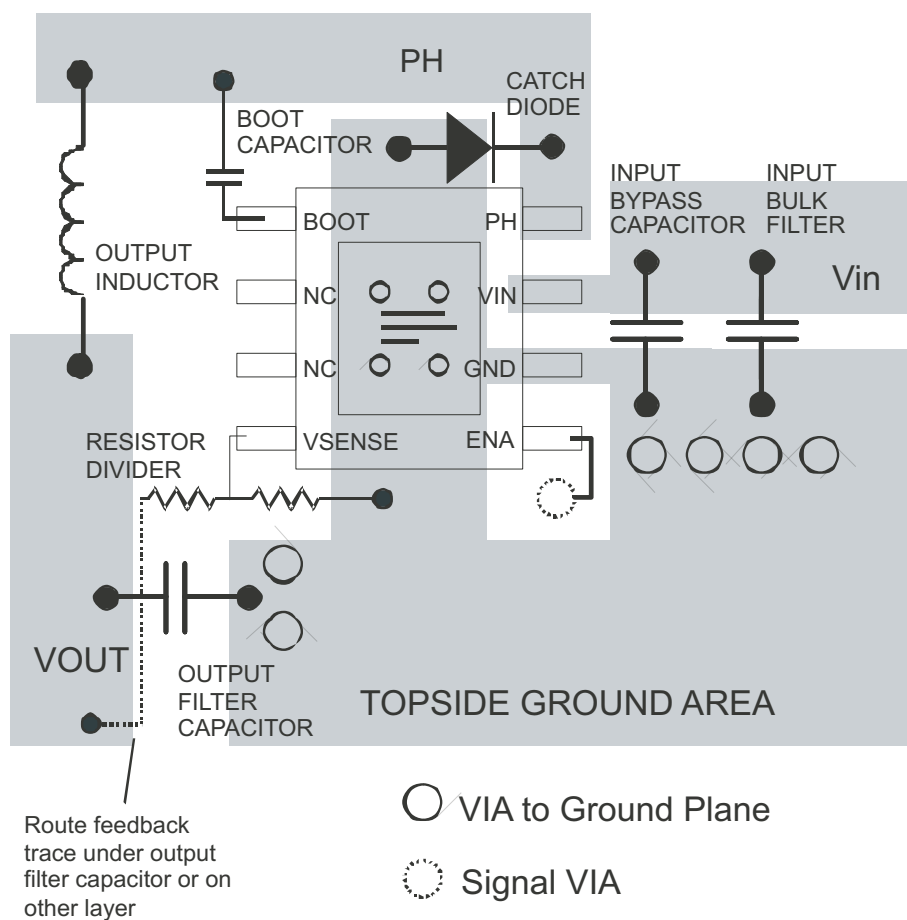 PH
CATCH
DIODE
BOOT
CAPACITOR
INPUT
BYPASS
CAPACITOR
INPUT
BULK
FILTER
BOOT
PH
OUTPUT
INDUCTOR
NC
VIN
Vin
NC
GND
RESISTOR
DIVIDER
VSENSE
ENA
VOUT
OUTPUT
FILTER
CAPACITOR
TOPSIDE GROUND AREA
Route feedback
trace under output
filter capacitor or on
other layer
VIA to Ground Plane
Signal VIA